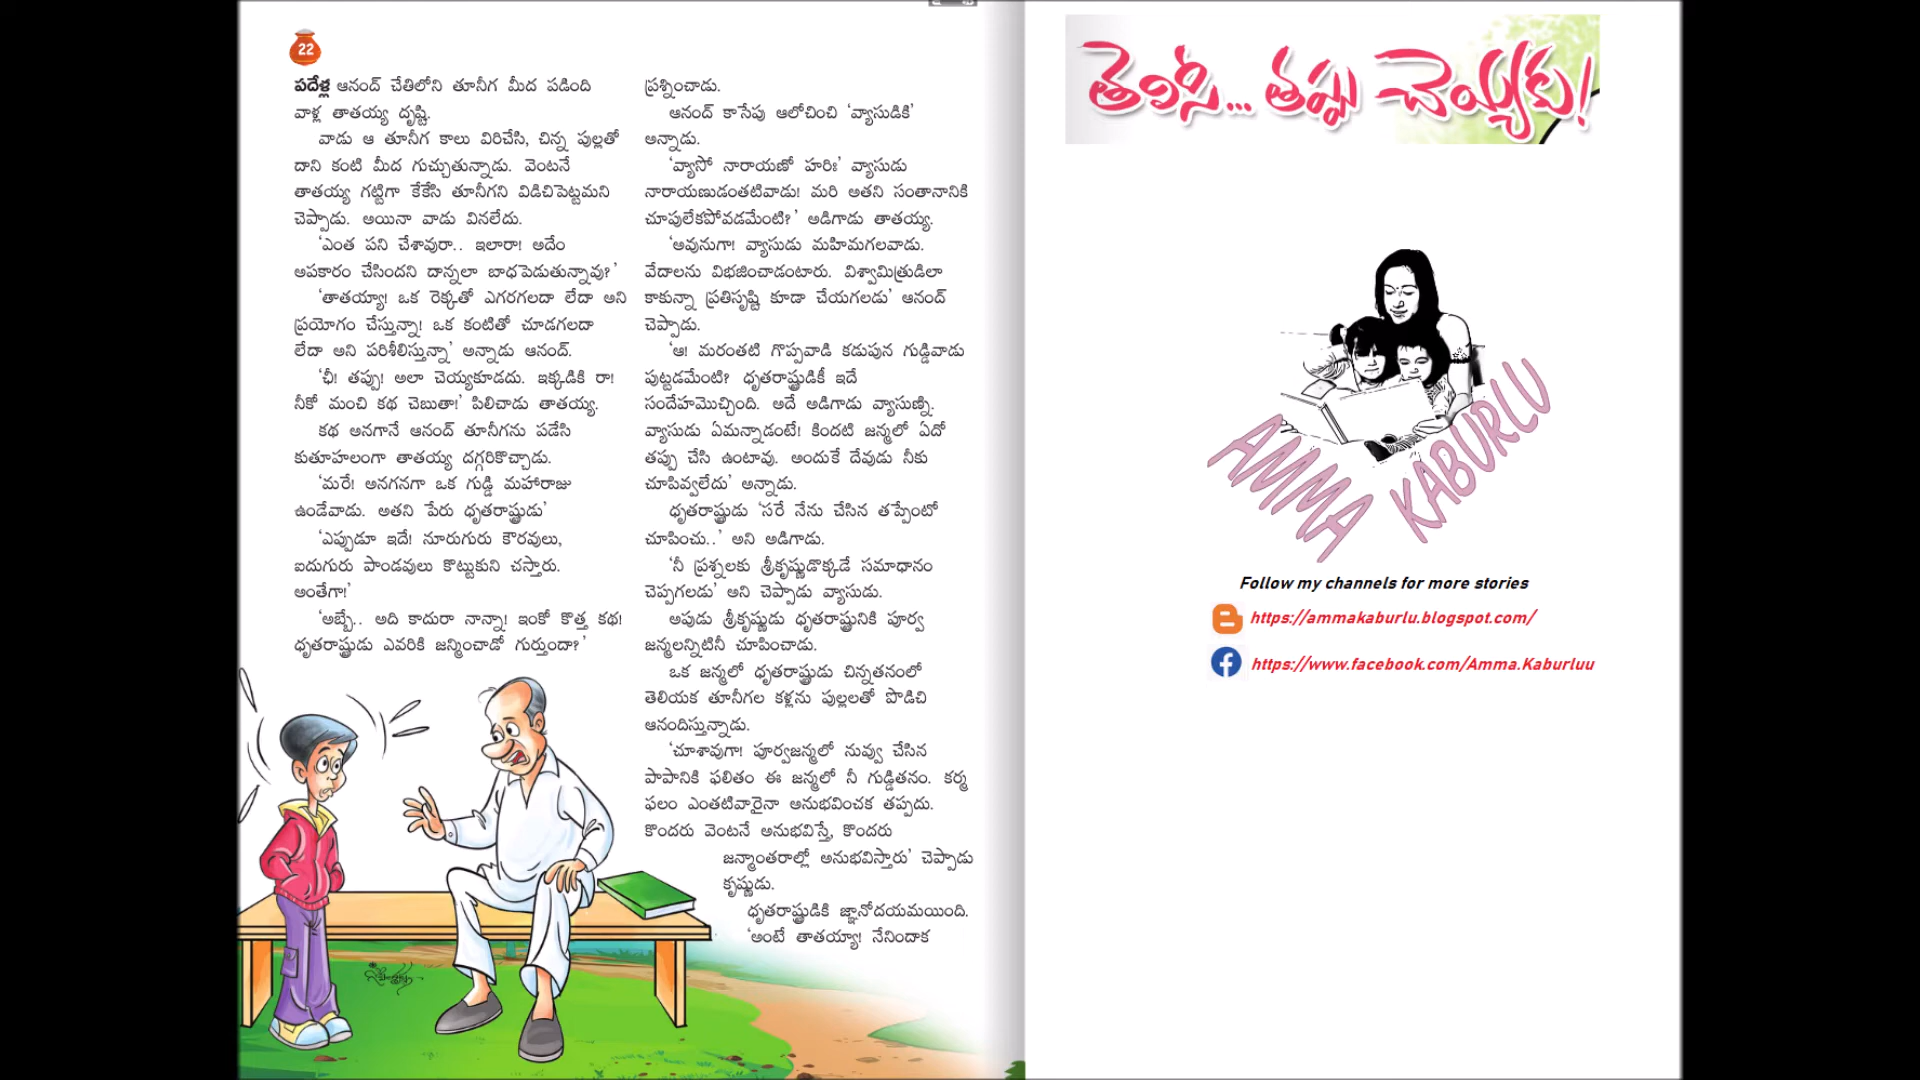 22
పదేళ్ల ఆనంద్ చేతిలోని తూనీగ మీద పడింది
వాళ్ల తాతయ్య దృష్టి.
వాడు ఆ తూనీగ కాలు విరిచేసి, చిన్న పుల్లతో
దాని కంటి మీద గుచ్చుతున్నాడు. వెంటనే
తాతయ్య గట్టిగా కేకేసి తూనీగని విడిచిపెట్టమని
చెప్పాడు. అయినా వాడు వినలేదు.
'ఎంత పని చేశావురా.. ఇలారా! అదేం
అపకారం చేసిందని దాన్నలా బాధపెడుతున్నావు?'
'తాతయ్యా! ఒక రెక్కతో ఎగరగలదా లేదా అని
ప్రయోగం చేస్తున్నా! ఒక కంటితో చూడగలదా
లేదా అని పరిశీలిస్తున్నా' అన్నాడు ఆనంద్.
'ఛీ! తప్పు! అలా చెయ్యకూడదు. ఇక్కడికి రా!
నీకో మంచి కథ చెబుతా!' పిలిచాడు తాతయ్య.
కథ అనగానే ఆనంద్ తూనీగను పడేసి
కుతూహలంగా తాతయ్య దగ్గరికొచ్చాడు.
'మరే! అనగనగా ఒక గుడ్డి మహారాజు
ఉండేవాడు. అతని పేరు ధృతరాష్ట్రుడు'
'ఎప్పుడూ ఇదే! నూరుగురు కౌరవులు,
ఐదుగురు పాండవులు కొట్టుకుని చస్తారు.
అంతేగా!'
'అబ్బే.. అది కాదురా నాన్నా! ఇంకో కొత్త కథ!
ధృతరాష్ట్రుడు ఎవరికి జన్మించాడో గుర్తుందా?'
ప్రశ్నించాడు.
ఆనంద్ కాసేపు ఆలోచించి 'వ్యాసుడికి'
అన్నాడు.
'వ్యాసో నారాయణో హరిః' వ్యాసుడు
నారాయణుడంతటివాడు! మరి అతని సంతానానికి
చూపులేకపోవడమేంటి?' అడిగాడు తాతయ్య.
'అవునుగా! వ్యాసుడు మహిమగలవాడు.
వేదాలను విభజించాడంటారు. విశ్వామిత్రుడిలా
కాకున్నా ప్రతిసృష్టి కూడా చేయగలడు' ఆనంద్
చెప్పాడు.
'ఆ! మరంతటి గొప్పవాడి కడుపున గుడ్డివాడు
పుట్టడమేంటి? ధృతరాష్ట్రుడికీ ఇదే
సందేహమొచ్చింది. అదే అడిగాడు వ్యాసుణ్ని.
వ్యాసుడు ఏమన్నాడంటే! కిందటి జన్మలో ఏదో
తప్పు చేసి ఉంటావు. అందుకే దేవుడు నీకు
చూపివ్వలేదు' అన్నాడు.
ధృతరాష్ట్రుడు 'సరే నేను చేసిన తప్పేంటో
చూపించు..' అని అడిగాడు.
'నీ ప్రశ్నలకు శ్రీకృష్ణుడొక్కడే సమాధానం
చెప్పగలడు' అని చెప్పాడు వ్యాసుడు.
అపుడు శ్రీకృష్ణుడు ధృతరాష్ట్రునికి పూర్వ
జన్మలన్నిటినీ చూపించాడు.
ఒక జన్మలో ధృతరాష్ట్రుడు చిన్నతనంలో
తెలియక తూనీగల కళ్లను పుల్లలతో పొడిచి
ఆనందిస్తున్నాడు.
'చూశావుగా! పూర్వజన్మలో నువ్వు చేసిన
పాపానికి ఫలితం ఈ జన్మలో నీ గుడ్డితనం. కర్మ
ఫలం ఎంతటివారైనా అనుభవించక తప్పదు.
కొందరు వెంటనే అనుభవిస్తే, కొందరు
జన్మాంతరాల్లో అనుభవిస్తారు' చెప్పాడు
కృష్ణుడు.
ధృతరాష్ట్రుడికి జ్ఞానోదయమయింది.
'అంటే తాతయ్యా! నేనిందాక
తెలిసీ... తప్పు చెయ్యకు!
AMMA KABURLU
Follow my channels for more stories
https://ammakaburlu.blogspot.com/
https://www.facebook.com/Amma.Kaburluu